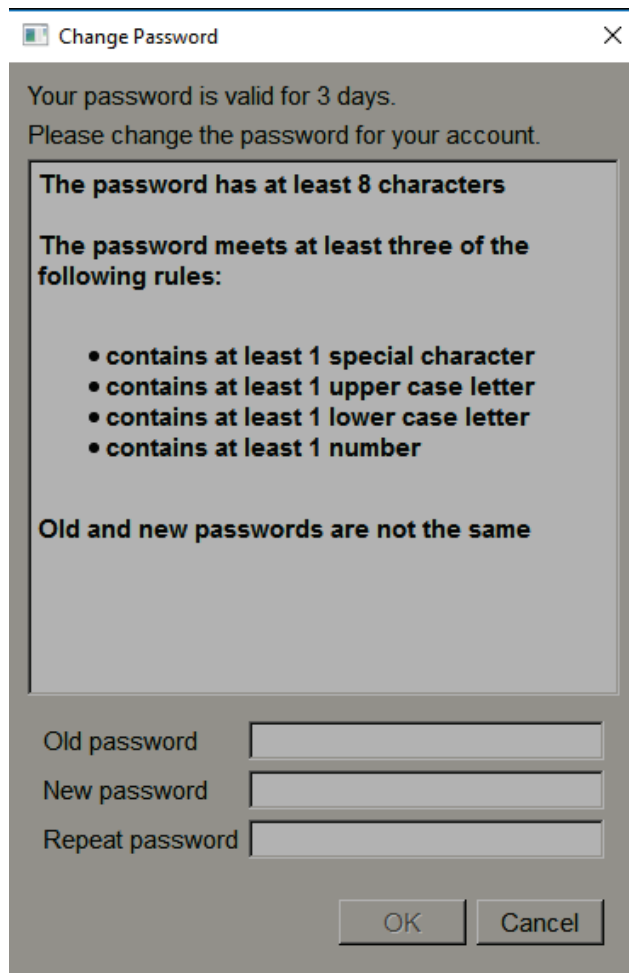 Change Password
Your password is valid for 3 days.
Please change the password for your account.
The password has at least 8 characters
The password meets at least three of the
following rules:
• contains at least 1 special character
• contains at least 1 upper case letter
• contains at least 1 lower case letter
• contains at least 1 number
Old and new passwords are not the same
Old password
New password
Repeat password
OK Cancel